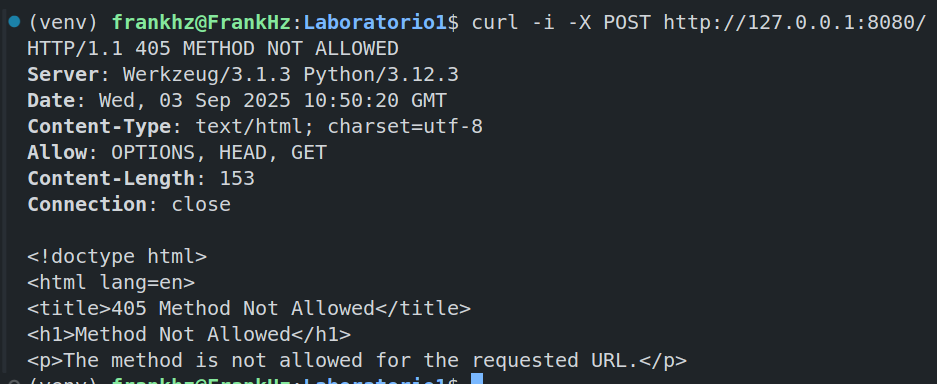 (venv) frankhz@FrankHz:Laboratorio1$ curl -i -X POST http://127.0.0.1:8080/
HTTP/1.1 405 METHOD NOT ALLOWED
Server: Werkzeug/3.1.3 Python/3.12.3
Date: Wed, 03 Sep 2025 10:50:20 GMT
Content-Type: text/html; charset=utf-8
Allow: OPTIONS, HEAD, GET
Content-Length: 153
Connection: close

<!doctype html>
<html lang=en>
<title>405 Method Not Allowed</title>
<h1>Method Not Allowed</h1>
<p>The method is not allowed for the requested URL.</p>
(venv) frankhz@FrankHz:Laboratorio1$